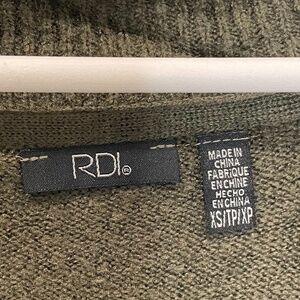 RDI®
MADE IN
CHINA
FABRIQUE
EN CHINE
HECHO
EN CHINA
XS/TP/XP